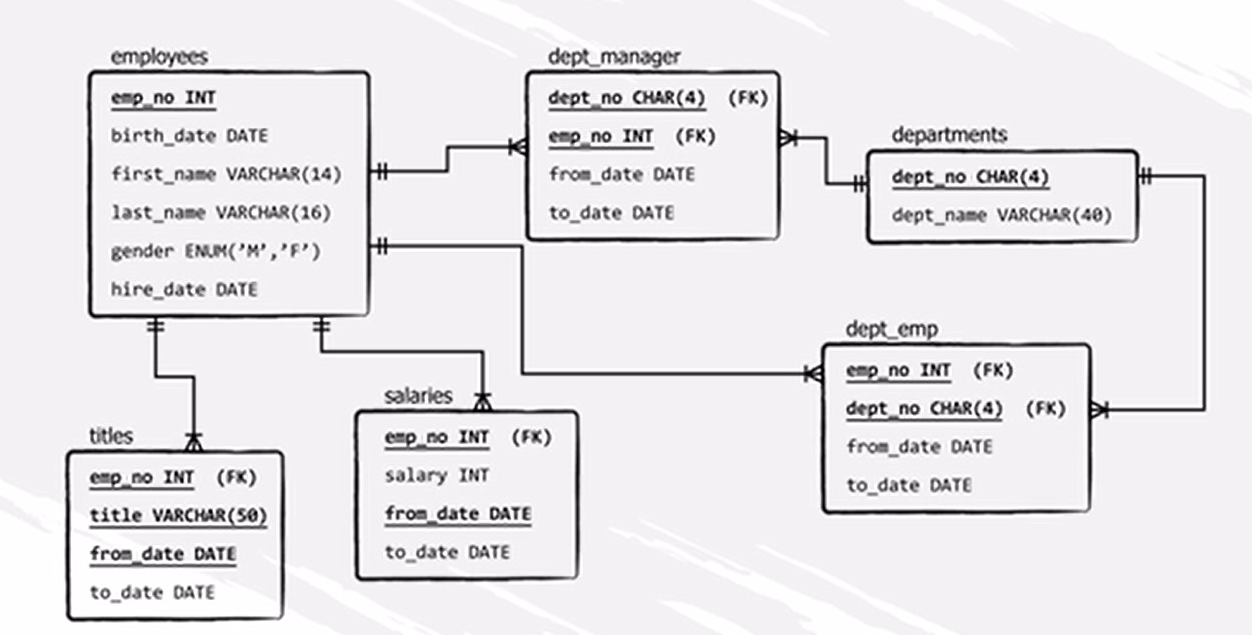 employees
emp_no INT
birth_date DATE
first_name VARCHAR(14)
last_name VARCHAR(16)
gender ENUM(’M’,’F’)
hire_date DATE
dept_manager
dept_no CHAR(4) (FK)
emp_no INT (FK)
from_date DATE
to_date DATE
departments
dept_no CHAR(4)
dept_name VARCHAR(40)
dept_emp
emp_no INT (FK)
dept_no CHAR(4) (FK)
from_date DATE
to_date DATE
salaries
emp_no INT (FK)
salary INT
from_date DATE
to_date DATE
titles
emp_no INT (FK)
title VARCHAR(50)
from_date DATE
to_date DATE